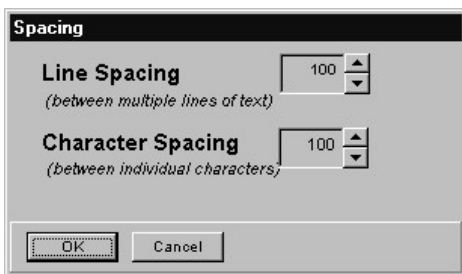 Spacing
Line Spacing 100
(between multiple lines of text)
Character Spacing 100
(between individual characters)
OK Cancel